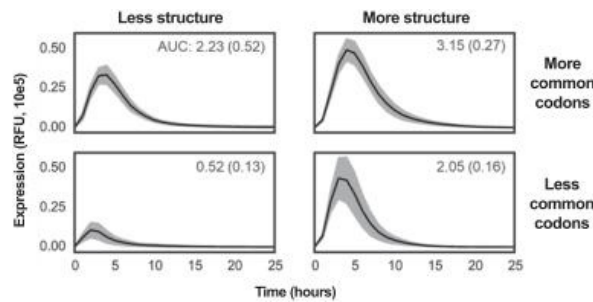 Less structure
More structure
Expression (RFU, 10e5)
0.50
0.25
0.00
AUC: 2.23 (0.52)
3.15 (0.27)
More
common
codons
0.50
0.25
0.00
0.52 (0.13)
2.05 (0.16)
Less
common
codons
0 5 10 15 20 25
0 5 10 15 20 25
Time (hours)